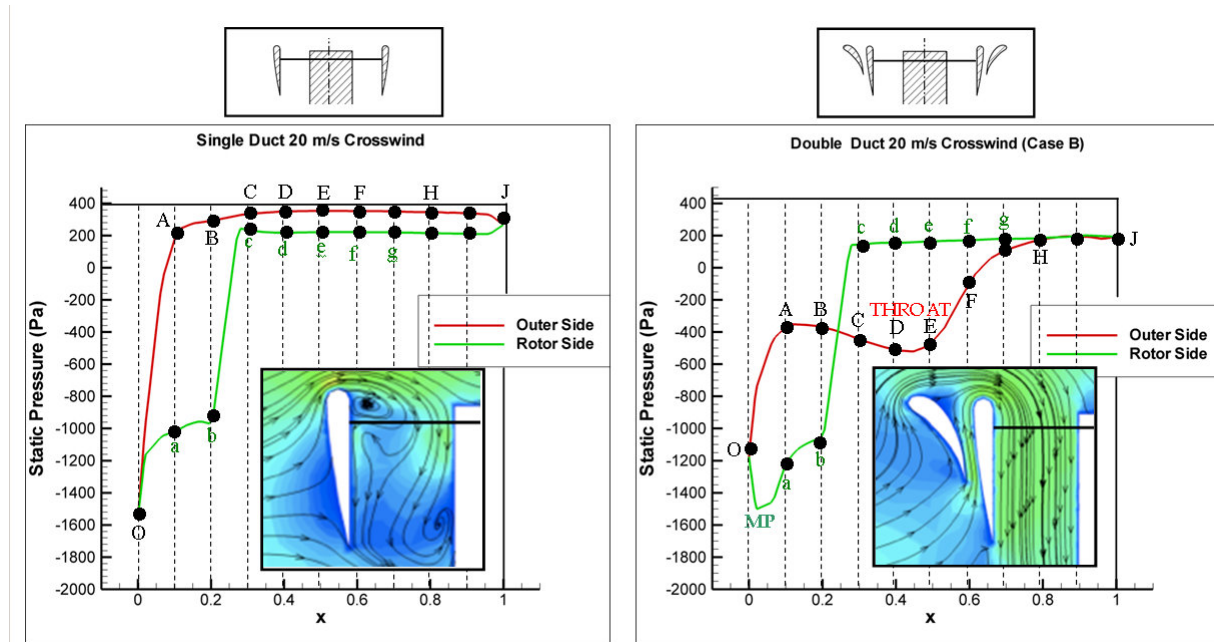 Single Duct 20 m/s Crosswind
400
200
0
-200
-400
-600
-800
-1000
-1200
-1400
-1600
-1800
-2000
Static Pressure (Pa)
A
B
C
D
E
F
H
J
c
d
e
f
g
a
b
O
Outer Side
Rotor Side
0
0.2
0.4
0.6
0.8
1
x
Double Duct 20 m/s Crosswind (Case B)
400
200
0
-200
-400
-600
-800
-1000
-1200
-1400
-1600
-1800
-2000
Static Pressure (Pa)
c
d
e
f
g
H
J
A
B
C
THROAT
D
E
F
O
a
b
MP
Outer Side
Rotor Side
0
0.2
0.4
0.6
0.8
1
x